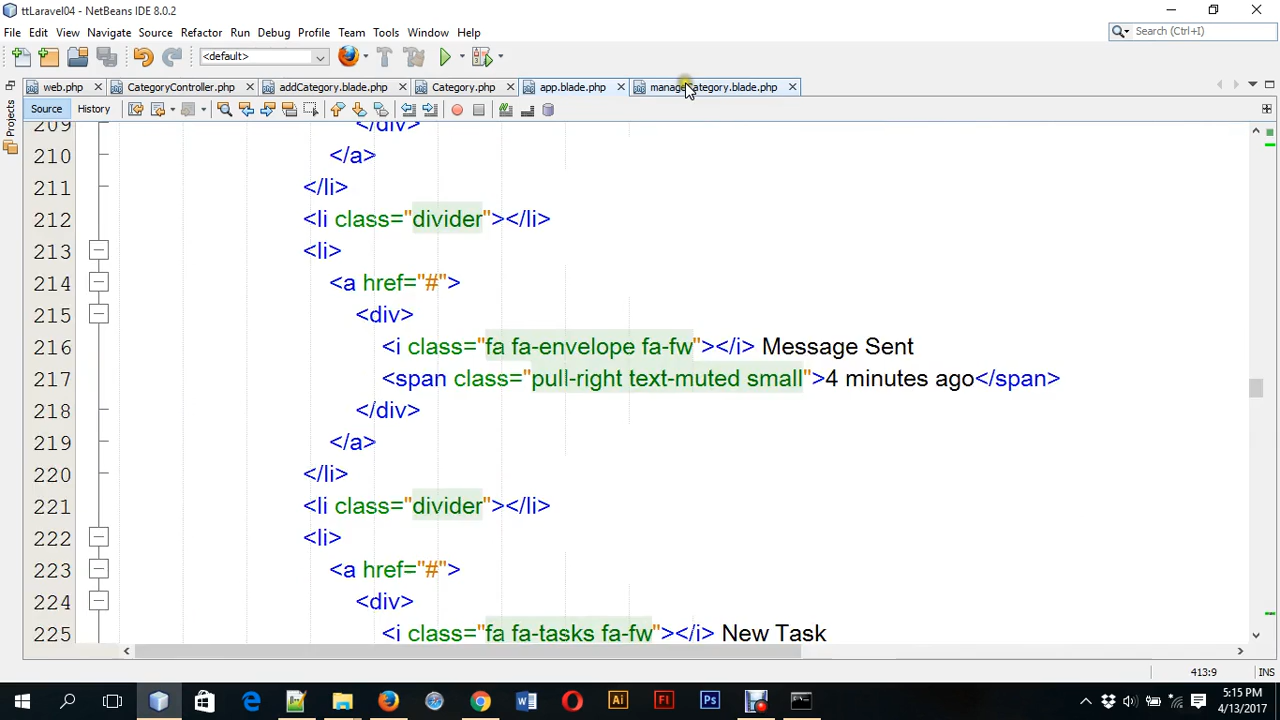 ttLaravel04 - NetBeans IDE 8.0.2
File Edit View Navigate Source Refactor Run Debug Profile Team Tools Window Help
Search (Ctrl+I)
<default>
web.php CategoryController.php addCategory.blade.php Category.php app.blade.php manageCategory.blade.php
Source History
Projects
209 </div>
210 </a>
211 </li>
212 <li class="divider"></li>
213 <li>
214 <a href="#">
215 <div>
216 <i class="fa fa-envelope fa-fw"></i> Message Sent
217 <span class="pull-right text-muted small">4 minutes ago</span>
218 </div>
219 </a>
220 </li>
221 <li class="divider"></li>
222 <li>
223 <a href="#">
224 <div>
225 <i class="fa fa-tasks fa-fw"></i> New Task
413:9 INS
5:15 PM
4/13/2017